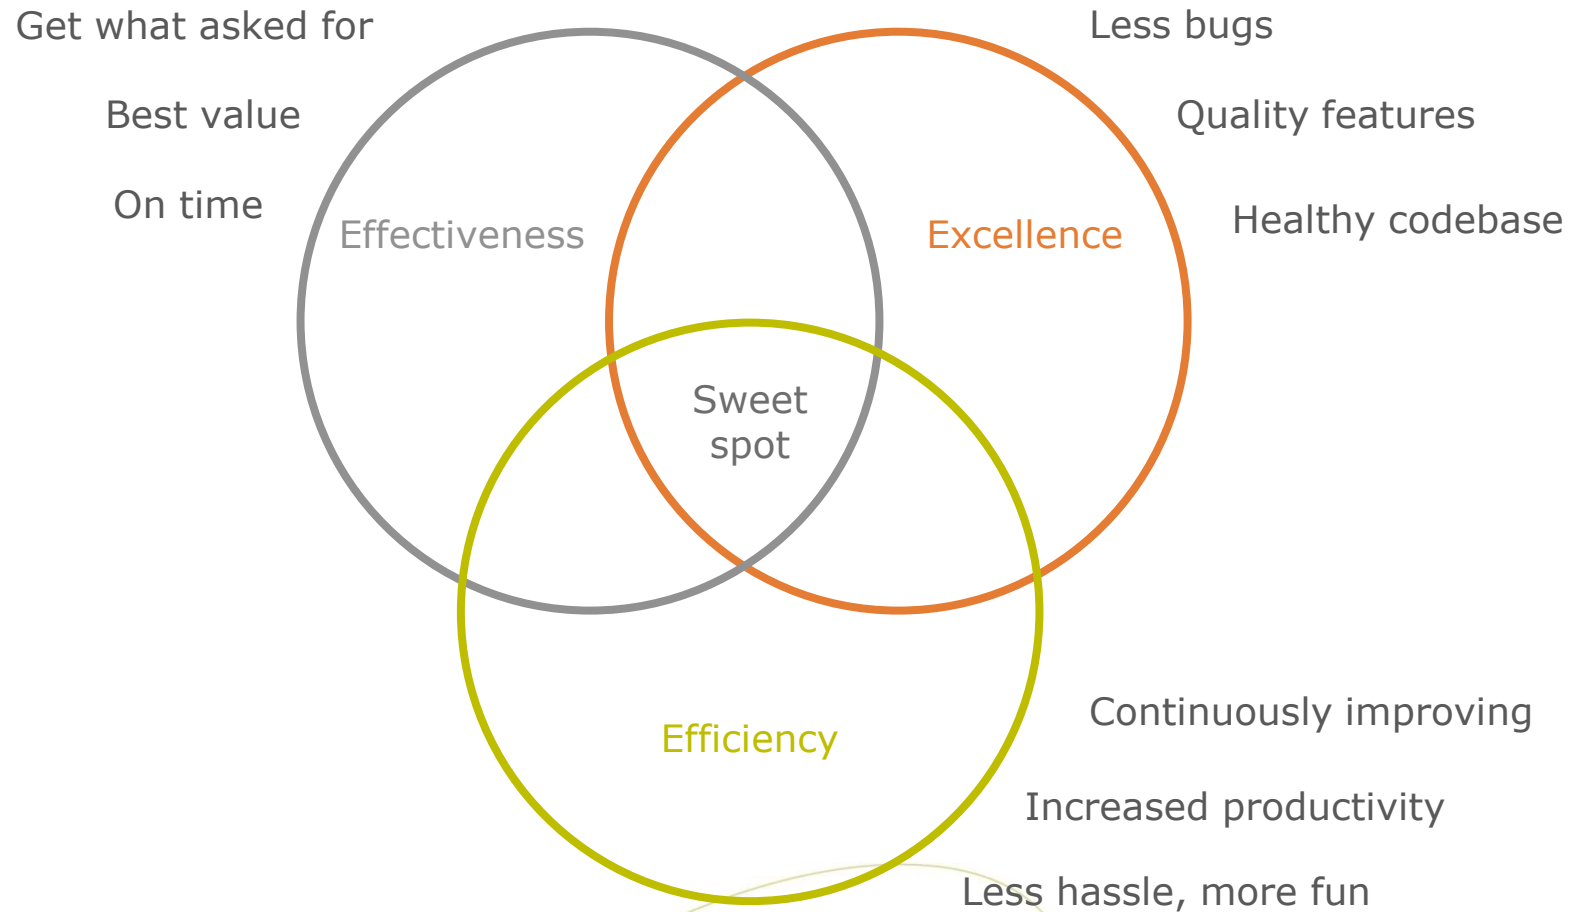 Get what asked for
Best value
On time
Less bugs
Quality features
Healthy codebase
Effectiveness
Excellence
Sweet
spot
Efficiency
Continuously improving
Increased productivity
Less hassle, more fun